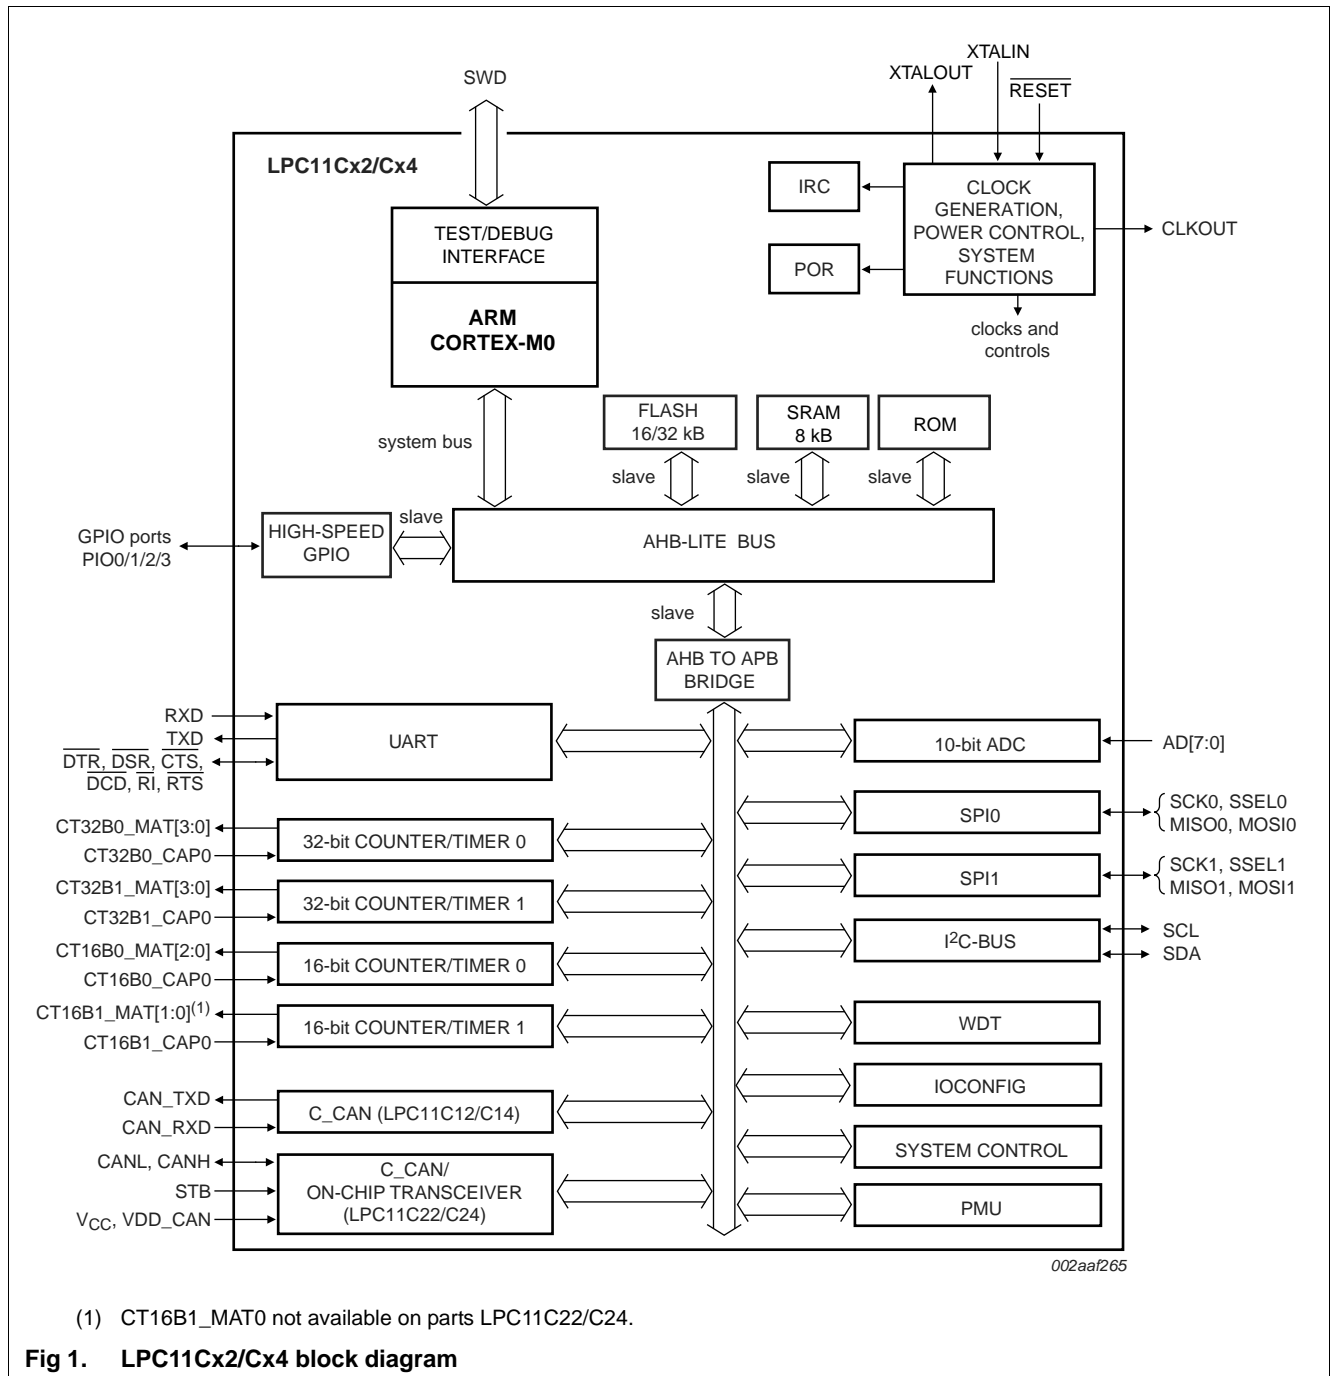 XTALIN
XTALOUT
RESET
SWD
LPC11Cx2/Cx4
IRC
CLOCK
GENERATION,
POWER CONTROL,
SYSTEM
FUNCTIONS
CLKOUT
TEST/DEBUG
INTERFACE
POR
ARM
CORTEX-M0
clocks and
controls
FLASH
16/32 kB
SRAM
8 kB
ROM
system bus
slave
slave
slave
GPIO ports
PIO0/1/2/3
HIGH-SPEED
GPIO
slave
AHB-LITE BUS
slave
AHB TO APB
BRIDGE
RXD
TXD
DTR, DSR, CTS,
DCD, RI, RTS
UART
10-bit ADC
AD[7:0]
CT32B0_MAT[3:0]
CT32B0_CAP0
32-bit COUNTER/TIMER 0
SPI0
SCK0, SSEL0
MISO0, MOSI0
CT32B1_MAT[3:0]
CT32B1_CAP0
32-bit COUNTER/TIMER 1
SPI1
SCK1, SSEL1
MISO1, MOSI1
CT16B0_MAT[2:0]
CT16B0_CAP0
16-bit COUNTER/TIMER 0
I2C-BUS
SCL
SDA
CT16B1_MAT[1:0](1)
CT16B1_CAP0
16-bit COUNTER/TIMER 1
WDT
IOCONFIG
CAN_TXD
CAN_RXD
C_CAN (LPC11C12/C14)
SYSTEM CONTROL
CANL, CANH
STB
VCC, VDD_CAN
C_CAN/
ON-CHIP TRANSCEIVER
(LPC11C22/C24)
PMU
002aaf265
(1) CT16B1_MAT0 not available on parts LPC11C22/C24.
Fig 1. LPC11Cx2/Cx4 block diagram